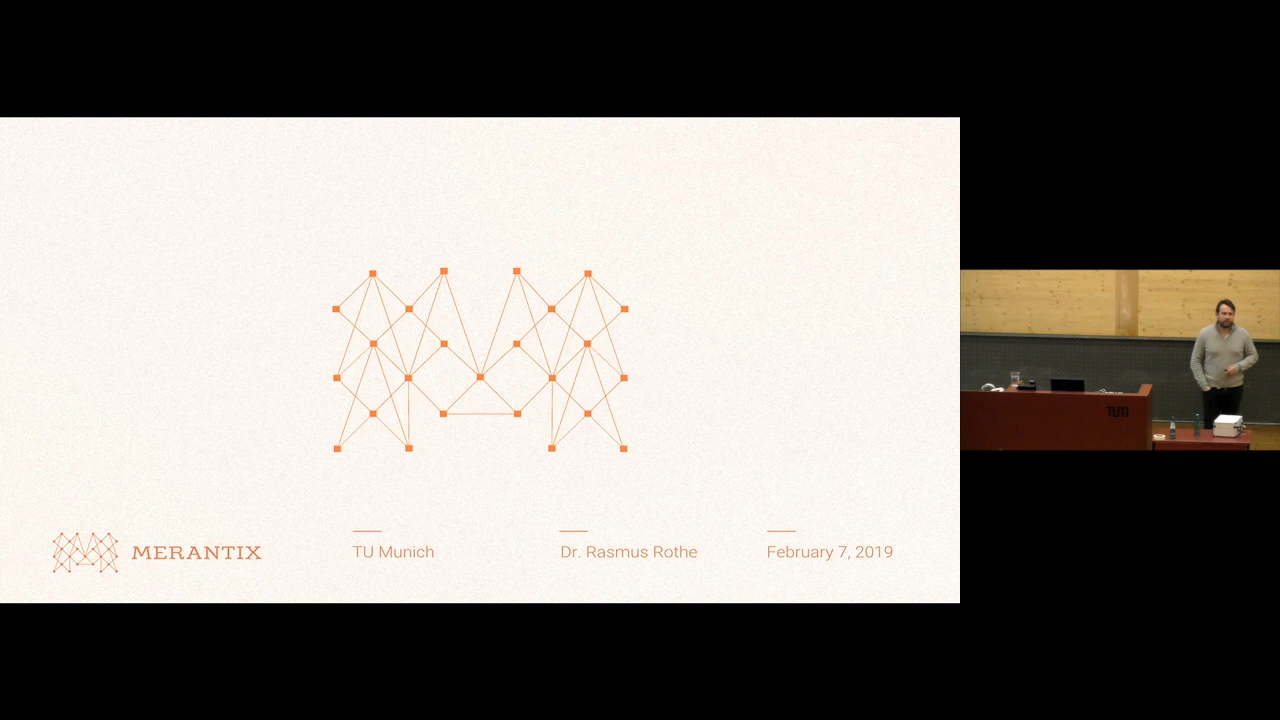 MERANTIX
TU Munich
Dr. Rasmus Rothe
February 7, 2019
TUM